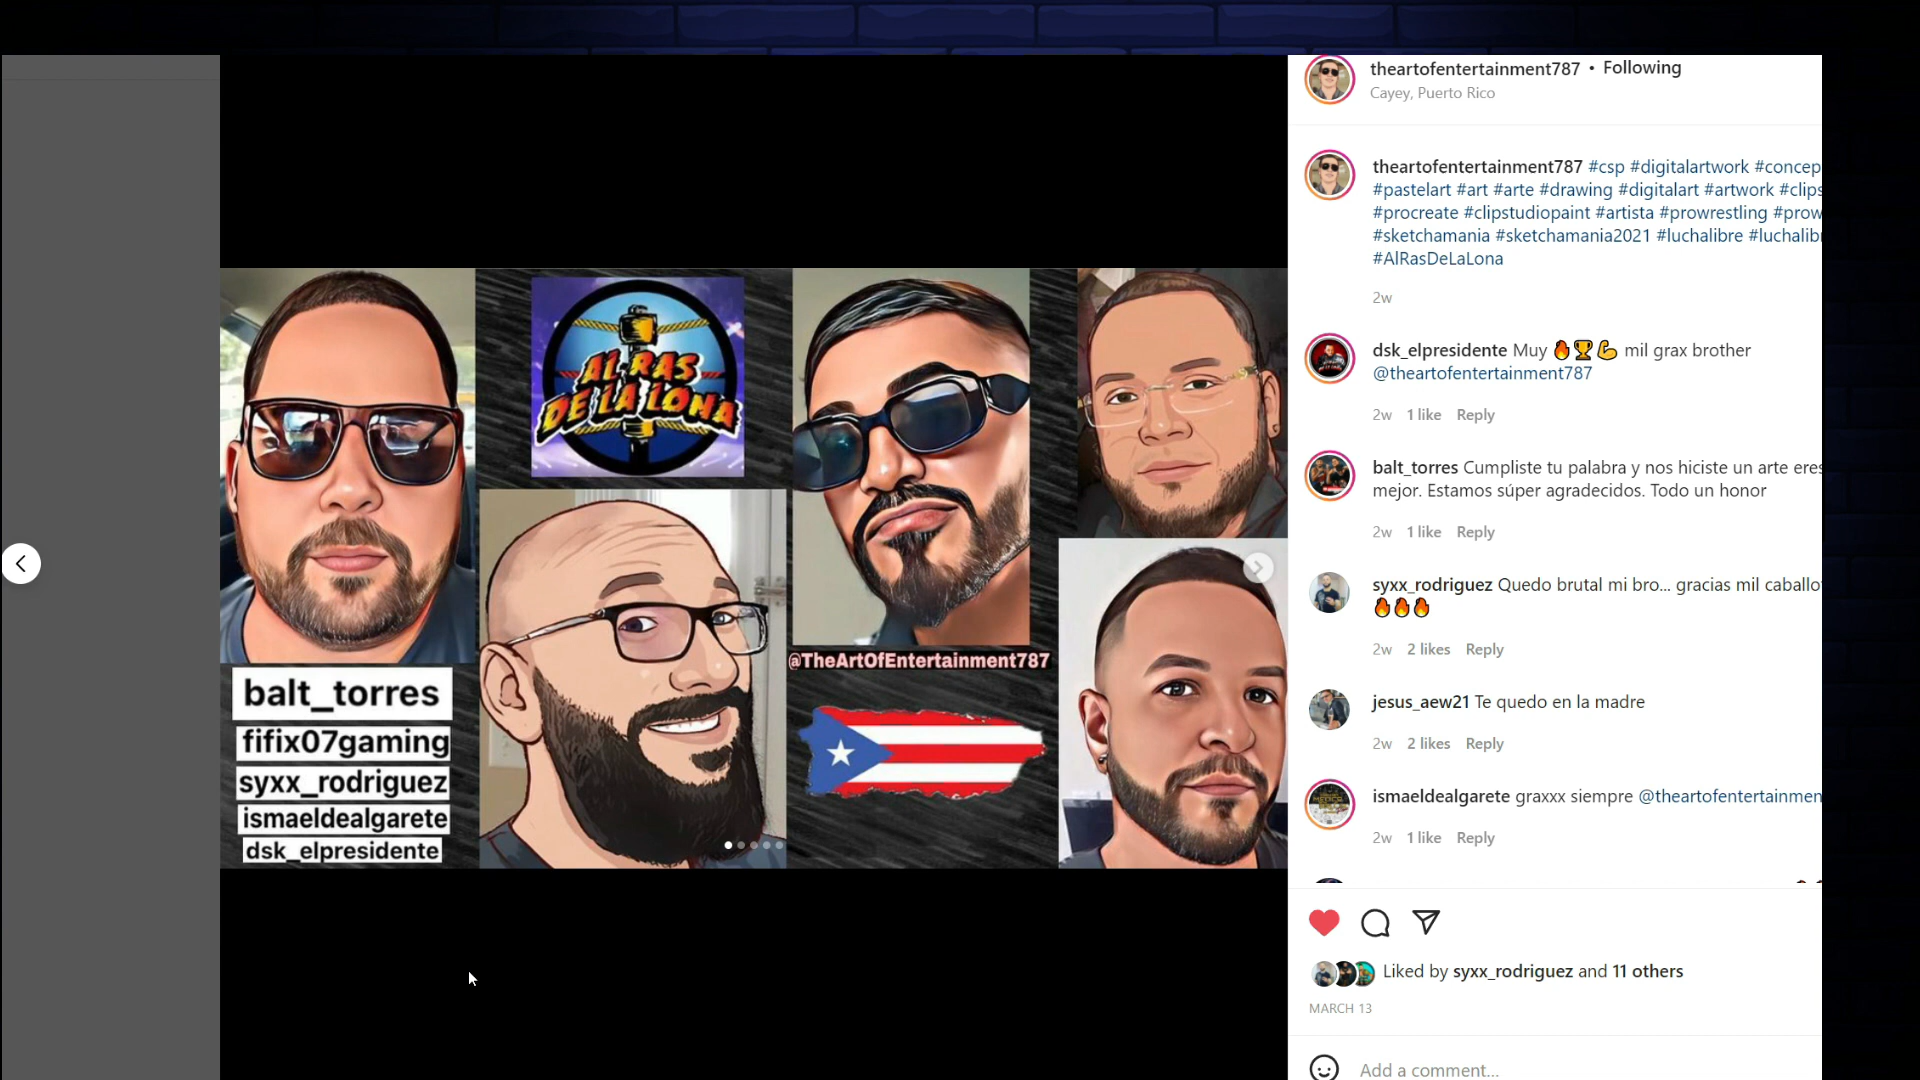 theartofentertainment787 • Following
Cayey, Puerto Rico
theartofentertainment787 #csp #digitalartwork #concep
#pastelart #art #arte #drawing #digitalart #artwork #clips
#procreate #clipstudiopaint #artista #prowrestling #prow
#sketchamania #sketchamania2021 #luchalibre #luchalib
#AlRasDeLaLona
2w
dsk_elpresidente Muy 🔥🏆💪 mil grax brother
@theartofentertainment787
2w 1 like Reply
balt_torres Cumpliste tu palabra y nos hiciste un arte eres
mejor. Estamos súper agradecidos. Todo un honor
2w 1 like Reply
syxx_rodriguez Quedo brutal mi bro... gracias mil caballo
🔥🔥🔥
2w 2 likes Reply
jesus_aew21 Te quedo en la madre
2w 2 likes Reply
ismaeldealgarete graxxx siempre @theartofentertainmen
2w 1 like Reply
Liked by syxx_rodriguez and 11 others
MARCH 13
Add a comment...
AL RAS
DE LA LONA
@TheArtOfEntertainment787
balt_torres
fifix07gaming
syxx_rodriguez
ismaeldealgarete
dsk_elpresidente